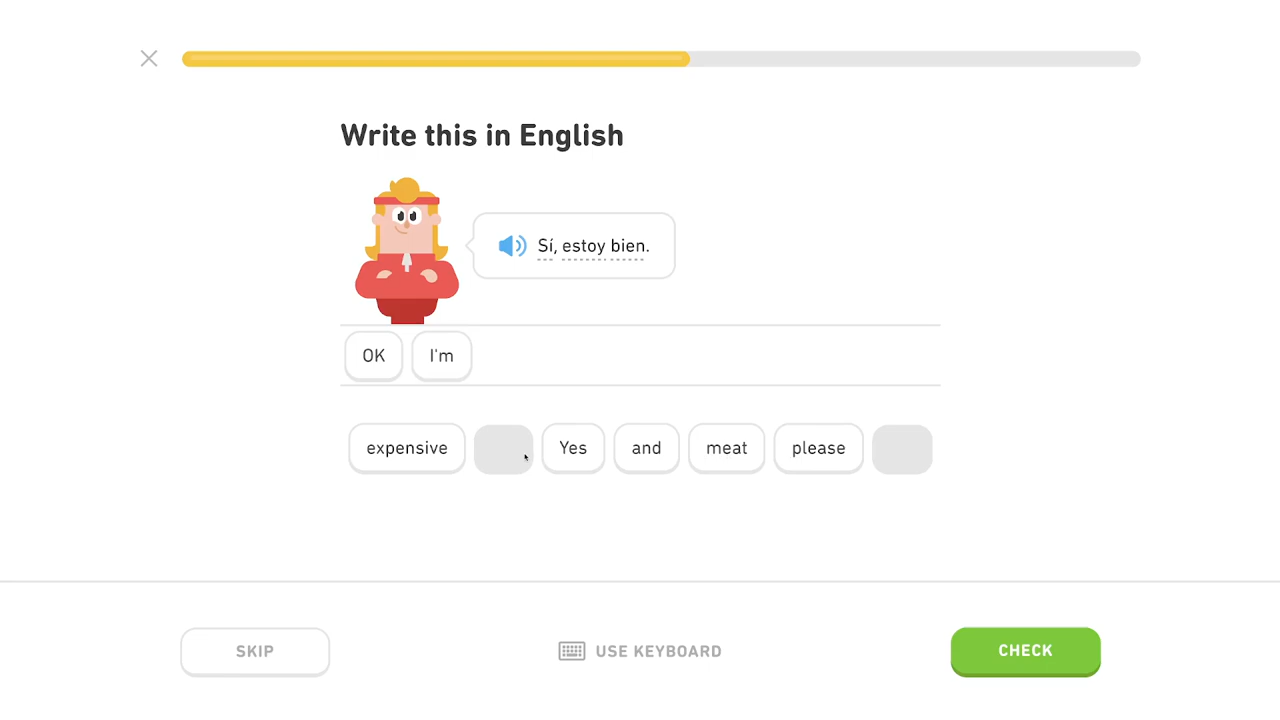 Write this in English
Sí, estoy bien.
OK I'm
expensive Yes and meat please
SKIP USE KEYBOARD CHECK